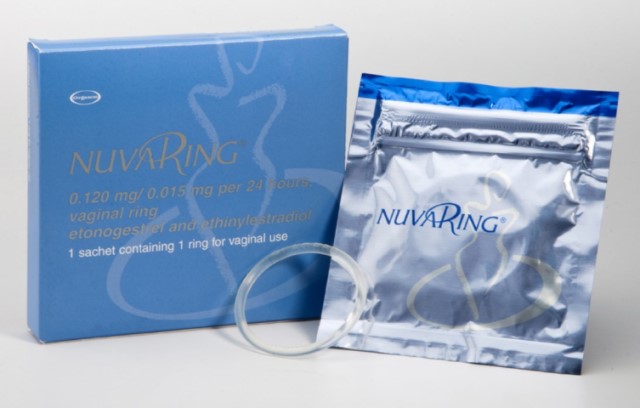 NUVARING®
0.120 mg/ 0.015 mg per 24 hours,
vaginal ring
etonogestrel and ethinylestradiol
1 sachet containing 1 ring for vaginal use
NUVARING®